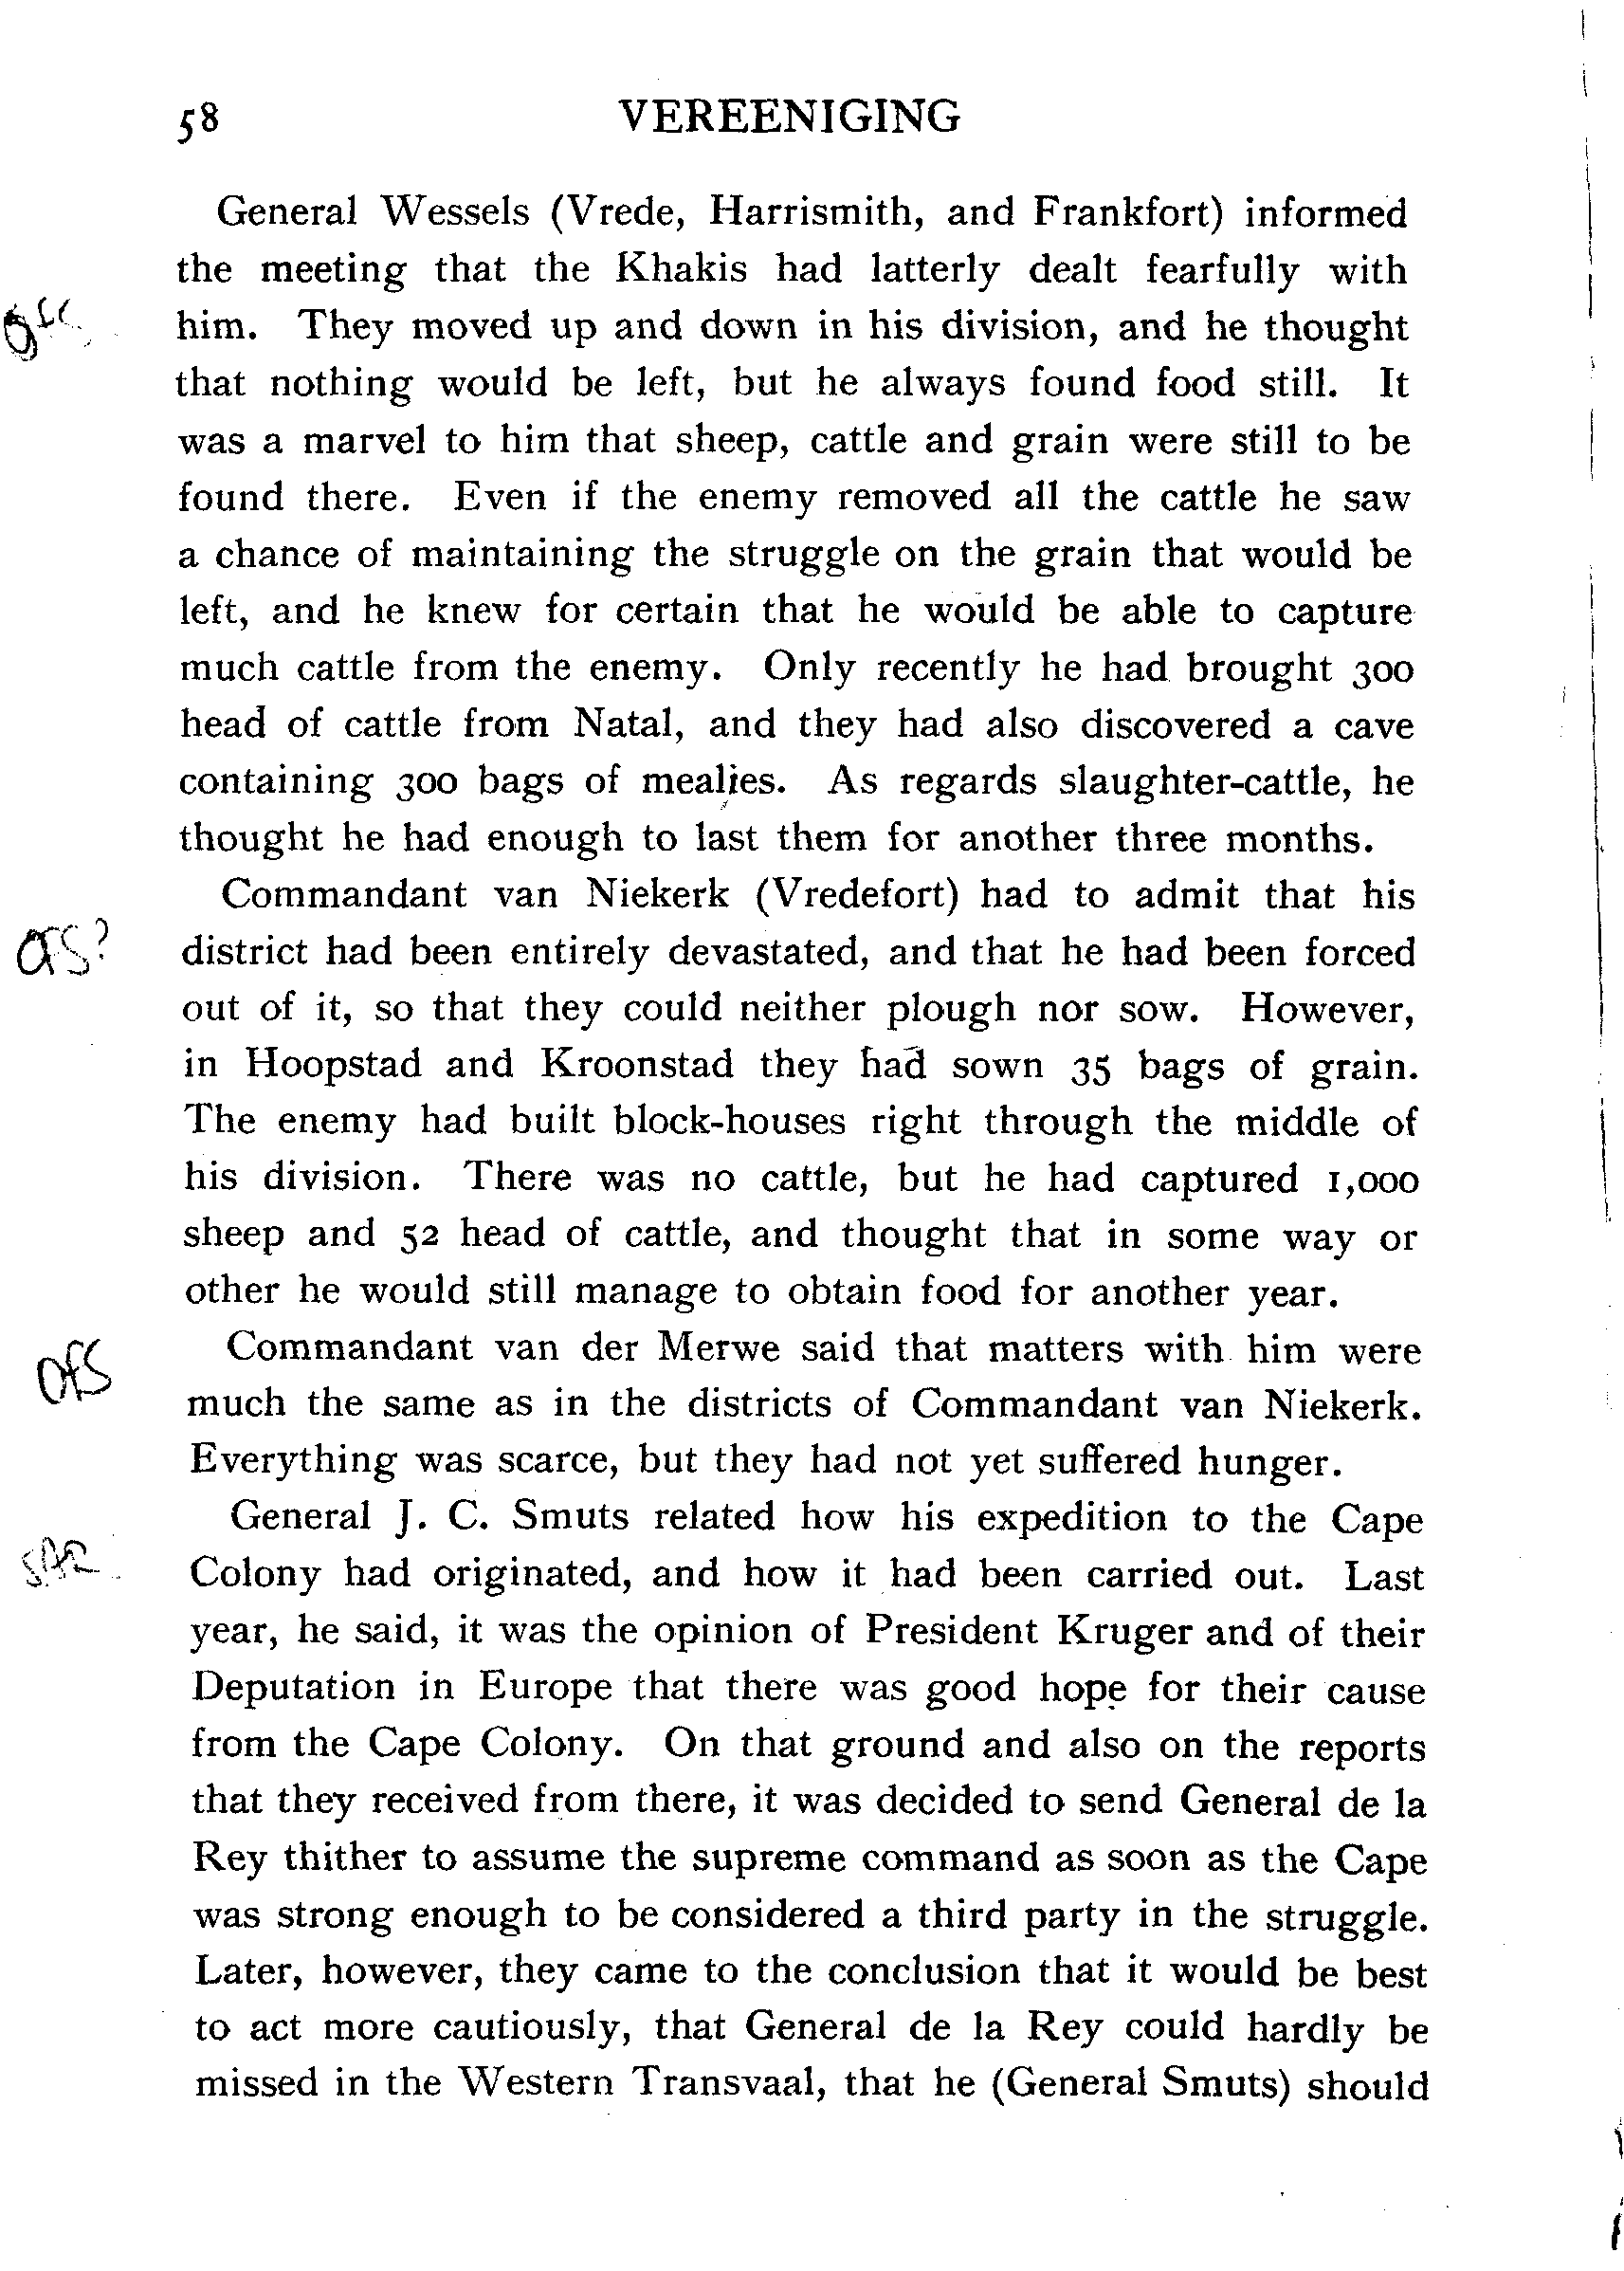 58 VEREENIGING
General Wessels (Vrede, Harrismith, and Frankfort) informed
the meeting that the Khakis had latterly dealt fearfully with
him. They moved up and down in his division, and he thought
that nothing would be left, but he always found food still. It
was a marvel to him that sheep, cattle and grain were still to be
found there. Even if the enemy removed all the cattle he saw
a chance of maintaining the struggle on the grain that would be
left, and he knew for certain that he would be able to capture
much cattle from the enemy. Only recently he had brought 300
head of cattle from Natal, and they had also discovered a cave
containing 300 bags of mealies. As regards slaughter-cattle, he
thought he had enough to last them for another three months.
Commandant van Niekerk (Vredefort) had to admit that his
OFS?
district had been entirely devastated, and that he had been forced
out of it, so that they could neither plough nor sow. However,
in Hoopstad and Kroonstad they had sown 35 bags of grain.
The enemy had built block-houses right through the middle of
his division. There was no cattle, but he had captured 1,000
sheep and 52 head of cattle, and thought that in some way or
other he would still manage to obtain food for another year.
OFS
Commandant van der Merwe said that matters with him were
much the same as in the districts of Commandant van Niekerk.
Everything was scarce, but they had not yet suffered hunger.
General J. C. Smuts related how his expedition to the Cape
SAR
Colony had originated, and how it had been carried out. Last
year, he said, it was the opinion of President Kruger and of their
Deputation in Europe that there was good hope for their cause
from the Cape Colony. On that ground and also on the reports
that they received from there, it was decided to send General de la
Rey thither to assume the supreme command as soon as the Cape
was strong enough to be considered a third party in the struggle.
Later, however, they came to the conclusion that it would be best
to act more cautiously, that General de la Rey could hardly be
missed in the Western Transvaal, that he (General Smuts) should